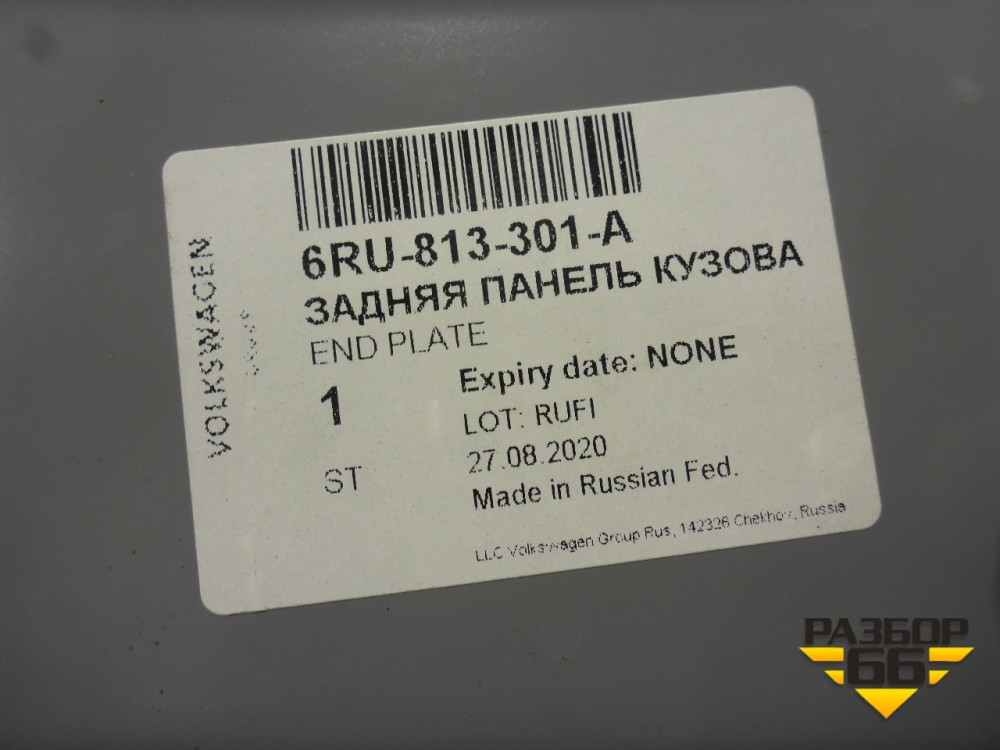 VOLKSWAGEN
6RU-813-301-A
ЗАДНЯЯ ПАНЕЛЬ КУЗОВА
END PLATE
1
Expiry date: NONE
LOT: RUFI
ST
27.08.2020
Made in Russian Fed.
LLC Volkswagen Group Rus, 142326 Chekhov, Russia
РАЗБОР
66